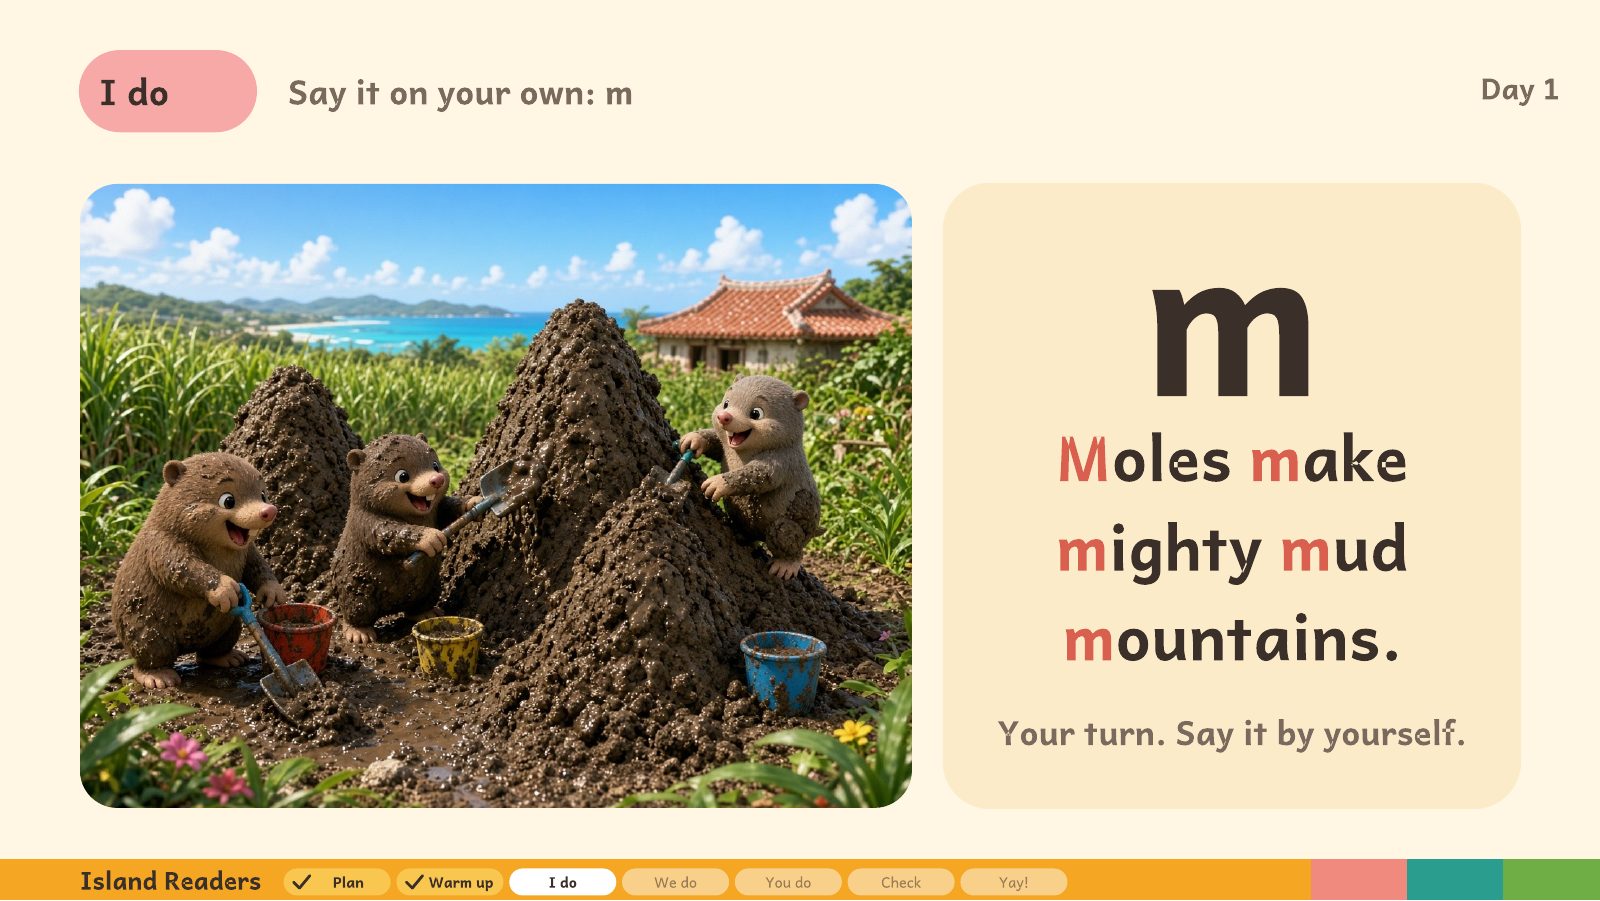 I do
Say it on your own: m
Day 1
m
Moles make
mighty mud
mountains.
Your turn. Say it by yourself.
Island Readers
Plan
Warm up
I do
We do
You do
Check
Yay!